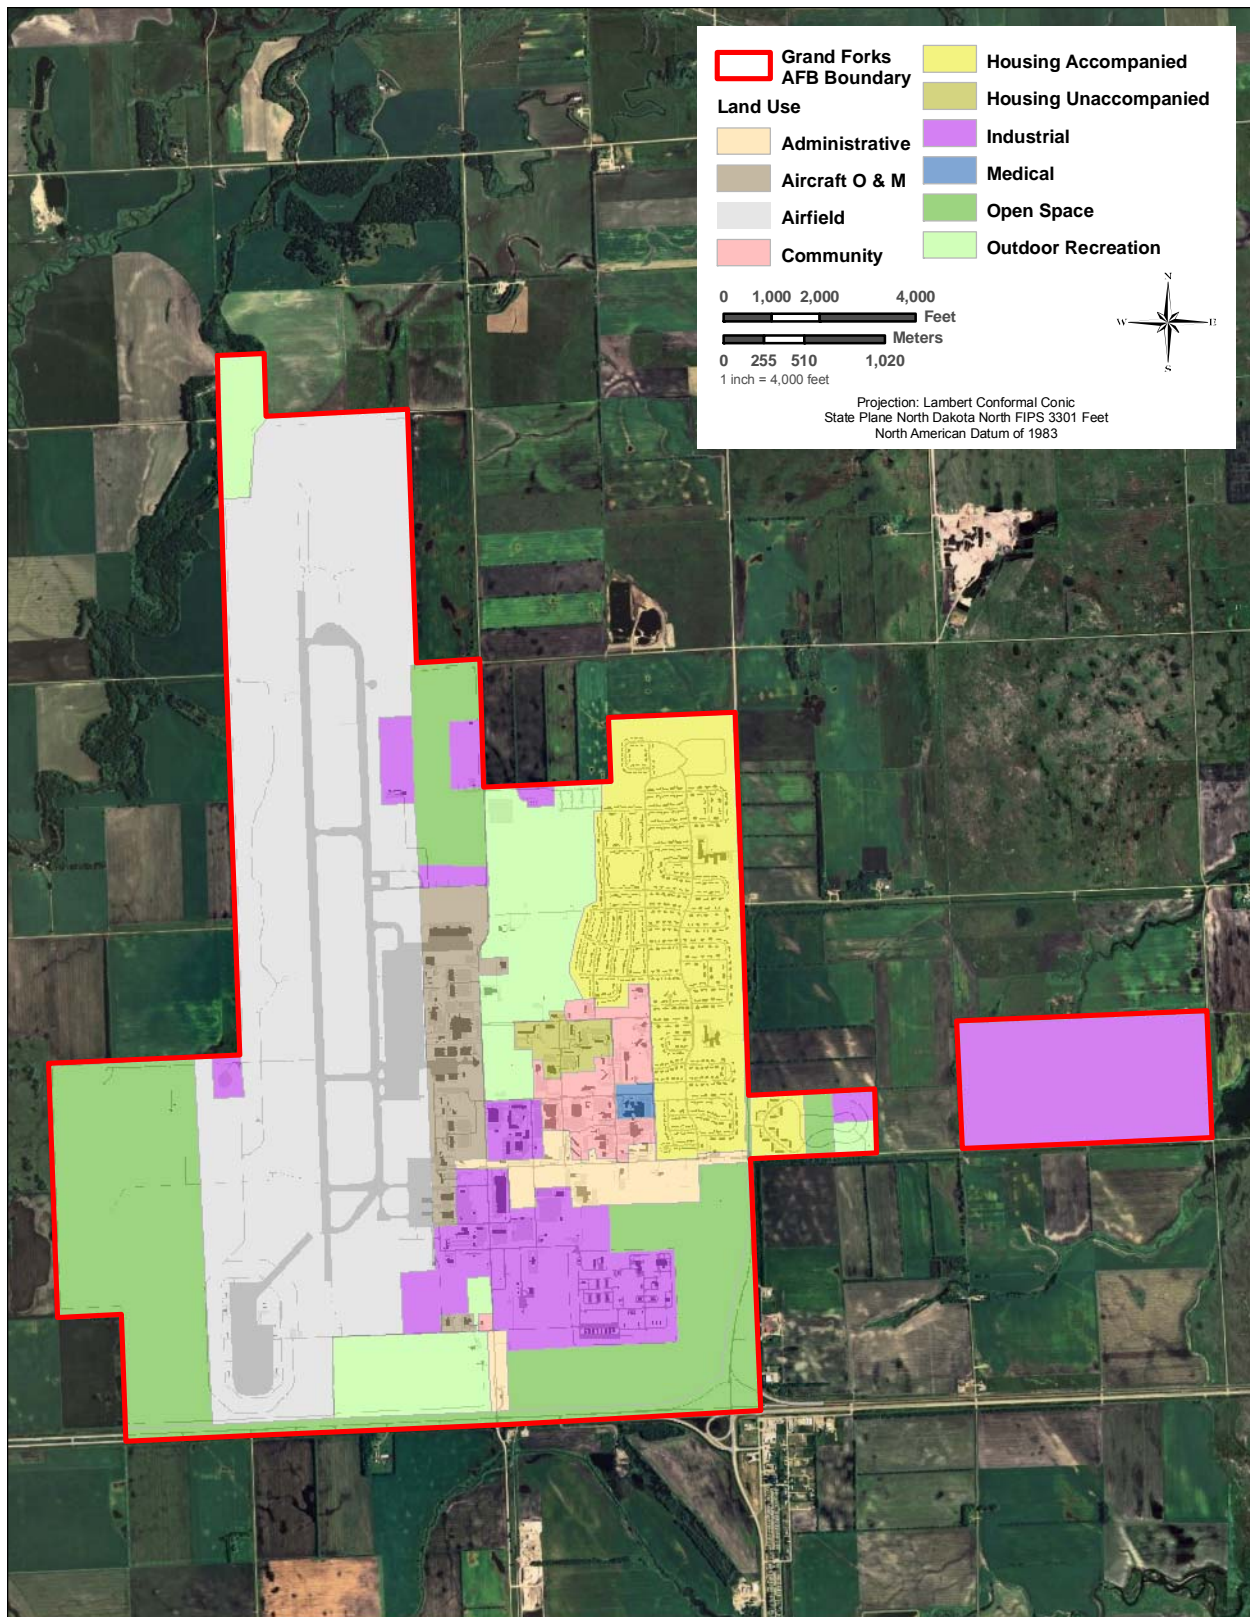 Grand Forks
AFB Boundary
Land Use
Administrative
Aircraft O & M
Airfield
Community
Housing Accompanied
Housing Unaccompanied
Industrial
Medical
Open Space
Outdoor Recreation
0 1,000 2,000 4,000
Feet
Meters
0 255 510 1,020
1 inch = 4,000 feet
N
W E
S
Projection: Lambert Conformal Conic
State Plane North Dakota North FIPS 3301 Feet
North American Datum of 1983